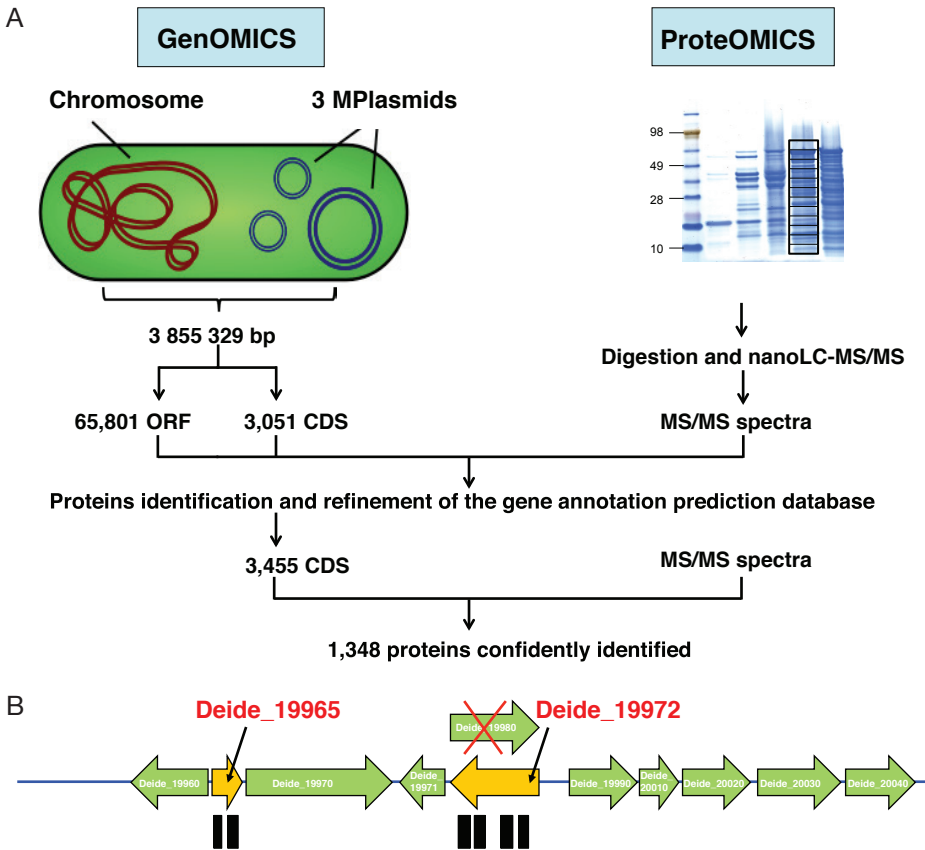 A
GenOMICS
ProteOMICS
Chromosome
3 MPlasmids
98
49
28
10
3 855 329 bp
Digestion and nanoLC-MS/MS
65,801 ORF
3,051 CDS
MS/MS spectra
Proteins identification and refinement of the gene annotation prediction database
3,455 CDS
MS/MS spectra
1,348 proteins confidently identified
B
Deide_19965
Deide_19972
Deide_19980
Deide_19960
Deide_19970
Deide_
19971
Deide_19990
Deide_
20010
Deide_20020
Deide_20030
Deide_20040